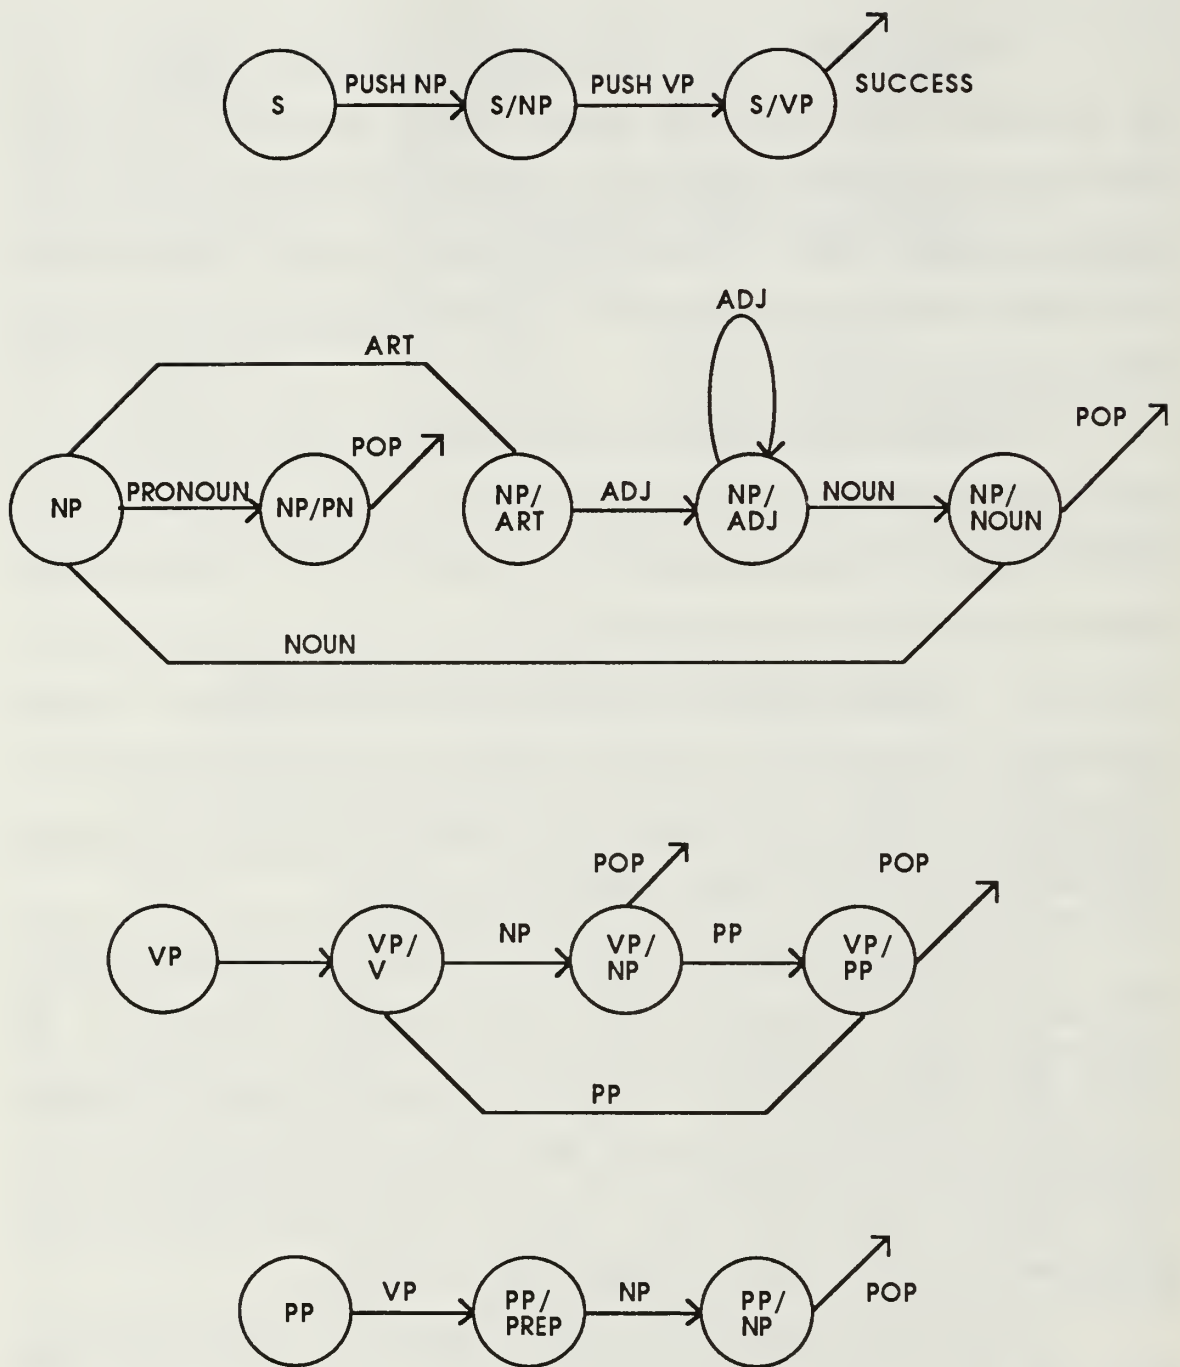 PUSH NP
PUSH VP
SUCCESS
S
S/NP
S/VP
ADJ
ART
POP
POP
NP
PRONOUN
NP/PN
NP/
ART
ADJ
NP/
ADJ
NOUN
NP/
NOUN
NOUN
POP
POP
VP
VP/
V
NP
VP/
NP
PP
VP/
PP
PP
PP
VP
PP/
PREP
NP
PP/
NP
POP